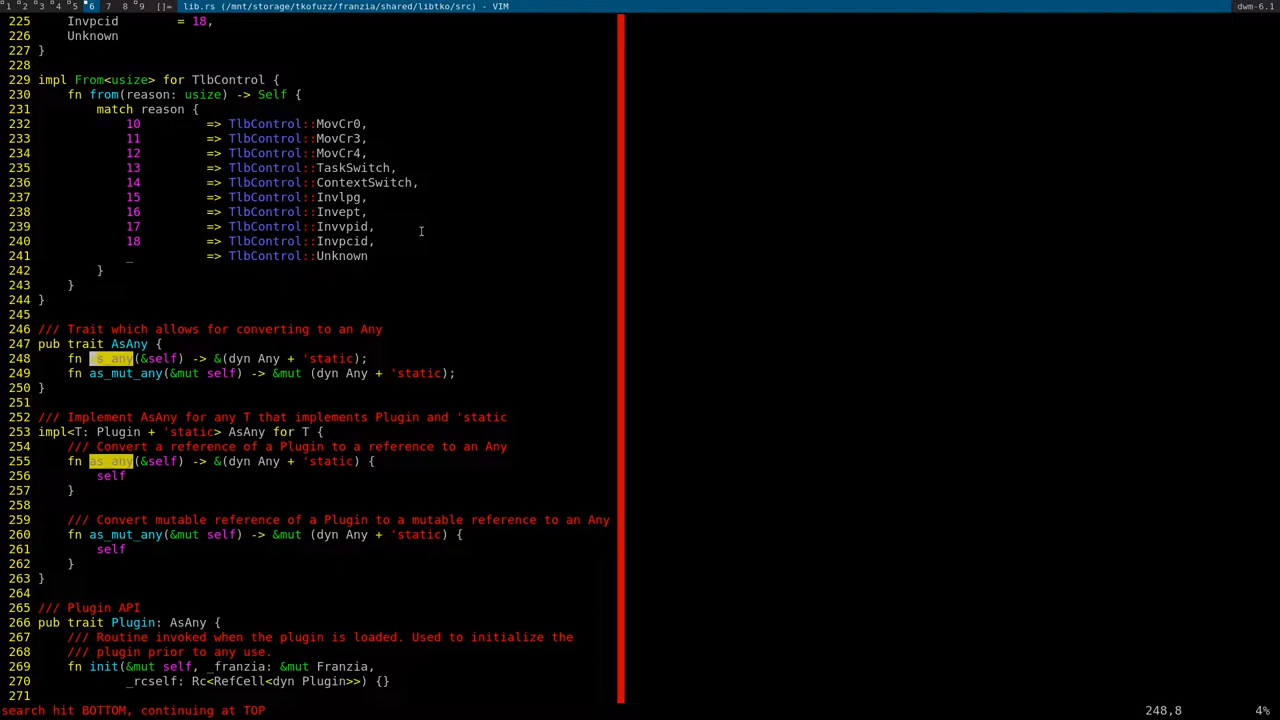 1 2 3 4 5 6 7 8 9 []= lib.rs (/mnt/storage/tkofuzz/franzia/shared/libtko/src) - VIM dwm-6.1
225     Invpcid        = 18,
226     Unknown
227 }
228
229 impl From<usize> for TlbControl {
230     fn from(reason: usize) -> Self {
231         match reason {
232             10         => TlbControl::MovCr0,
233             11         => TlbControl::MovCr3,
234             12         => TlbControl::MovCr4,
235             13         => TlbControl::TaskSwitch,
236             14         => TlbControl::ContextSwitch,
237             15         => TlbControl::Invlpg,
238             16         => TlbControl::Invept,
239             17         => TlbControl::Invvpid,
240             18         => TlbControl::Invpcid,
241             _          => TlbControl::Unknown
242         }
243     }
244 }
245
246 /// Trait which allows for converting to an Any
247 pub trait AsAny {
248     fn as_any(&self) -> &(dyn Any + 'static);
249     fn as_mut_any(&mut self) -> &mut (dyn Any + 'static);
250 }
251
252 /// Implement AsAny for any T that implements Plugin and 'static
253 impl<T: Plugin + 'static> AsAny for T {
254     /// Convert a reference of a Plugin to a reference to an Any
255     fn as_any(&self) -> &(dyn Any + 'static) {
256         self
257     }
258
259     /// Convert mutable reference of a Plugin to a mutable reference to an Any
260     fn as_mut_any(&mut self) -> &mut (dyn Any + 'static) {
261         self
262     }
263 }
264
265 /// Plugin API
266 pub trait Plugin: AsAny {
267     /// Routine invoked when the plugin is loaded. Used to initialize the
268     /// plugin prior to any use.
269     fn init(&mut self, _franzia: &mut Franzia,
270             _rcself: Rc<RefCell<dyn Plugin>>) {}
271
search hit BOTTOM, continuing at TOP 248,8 4%